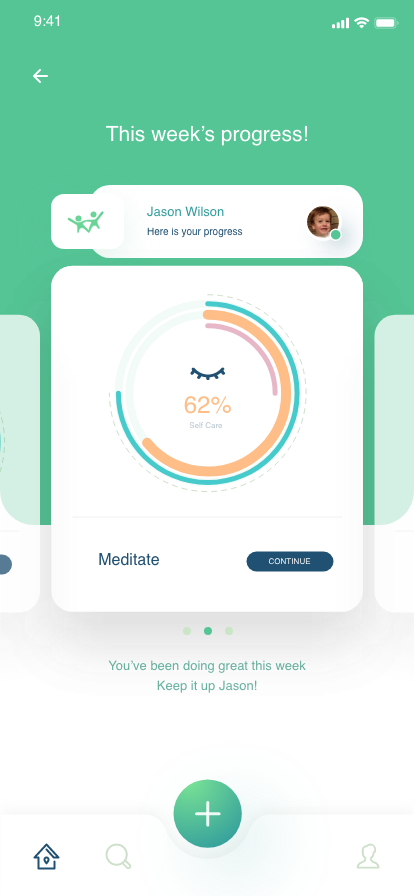 9:41
This week’s progress!
Jason Wilson
Here is your progress
62%
Self Care
Meditate
CONTINUE
You’ve been doing great this week
Keep it up Jason!